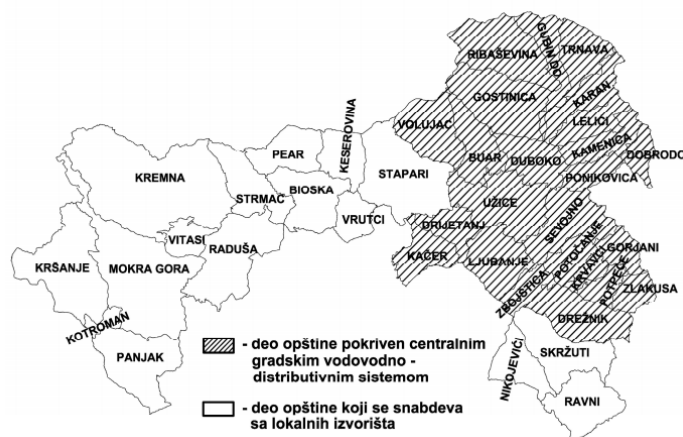 GUBIN DO
RIBAŠEVINA
TRNAVA
GOSTINICA
KARAN
LELIĆI
VOLUJAC
KAMENICA
DOBRODO
BUAR
DUBOKO
PONIKOVICA
KESEROVINA
PEAR
STAPARI
KREMNA
STRMAČ
BIOSKA
UŽICE
VRUTCI
SEVOJNO
DRIJETANJ
VITASI
RADUŠA
KAČER
LJUBANJE
POTOČANJE
GORJANI
KRŠANJE
MOKRA GORA
ZBOJŠTICA
KRVAVCI
POTPEĆE
ZLAKUSA
KOTROMAN
DREŽNIK
PANJAK
NIKOJEVIĆI
SKRŽUTI
RAVNI
- deo opštine pokriven centralnim
gradskim vodovodno -
- distributivnim sistemom
- deo opštine koji se snabdeva
sa lokalnih izvorišta